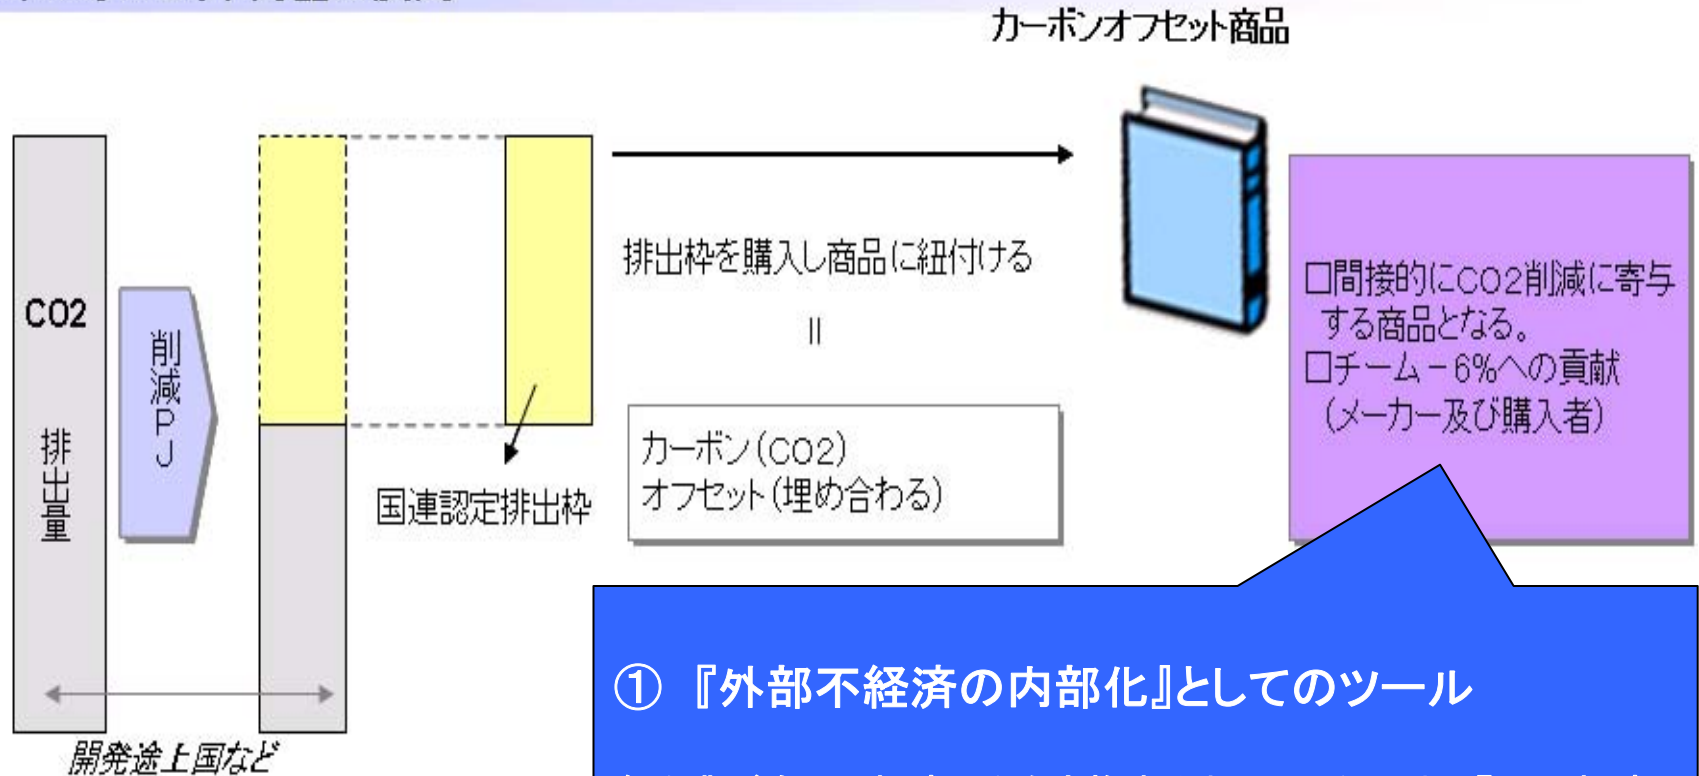 カーボンオフセット商品
CO2
排出量
削減PJ
国連認定排出枠
開発途上国など
排出枠を購入し商品に紐付ける
=
カーボン(CO2)
オフセット(埋め合わる)
□間接的にCO2削減に寄与
する商品となる。
□チーム－6%への貢献
(メーカー及び購入者)
① 『外部不経済の内部化』としてのツール